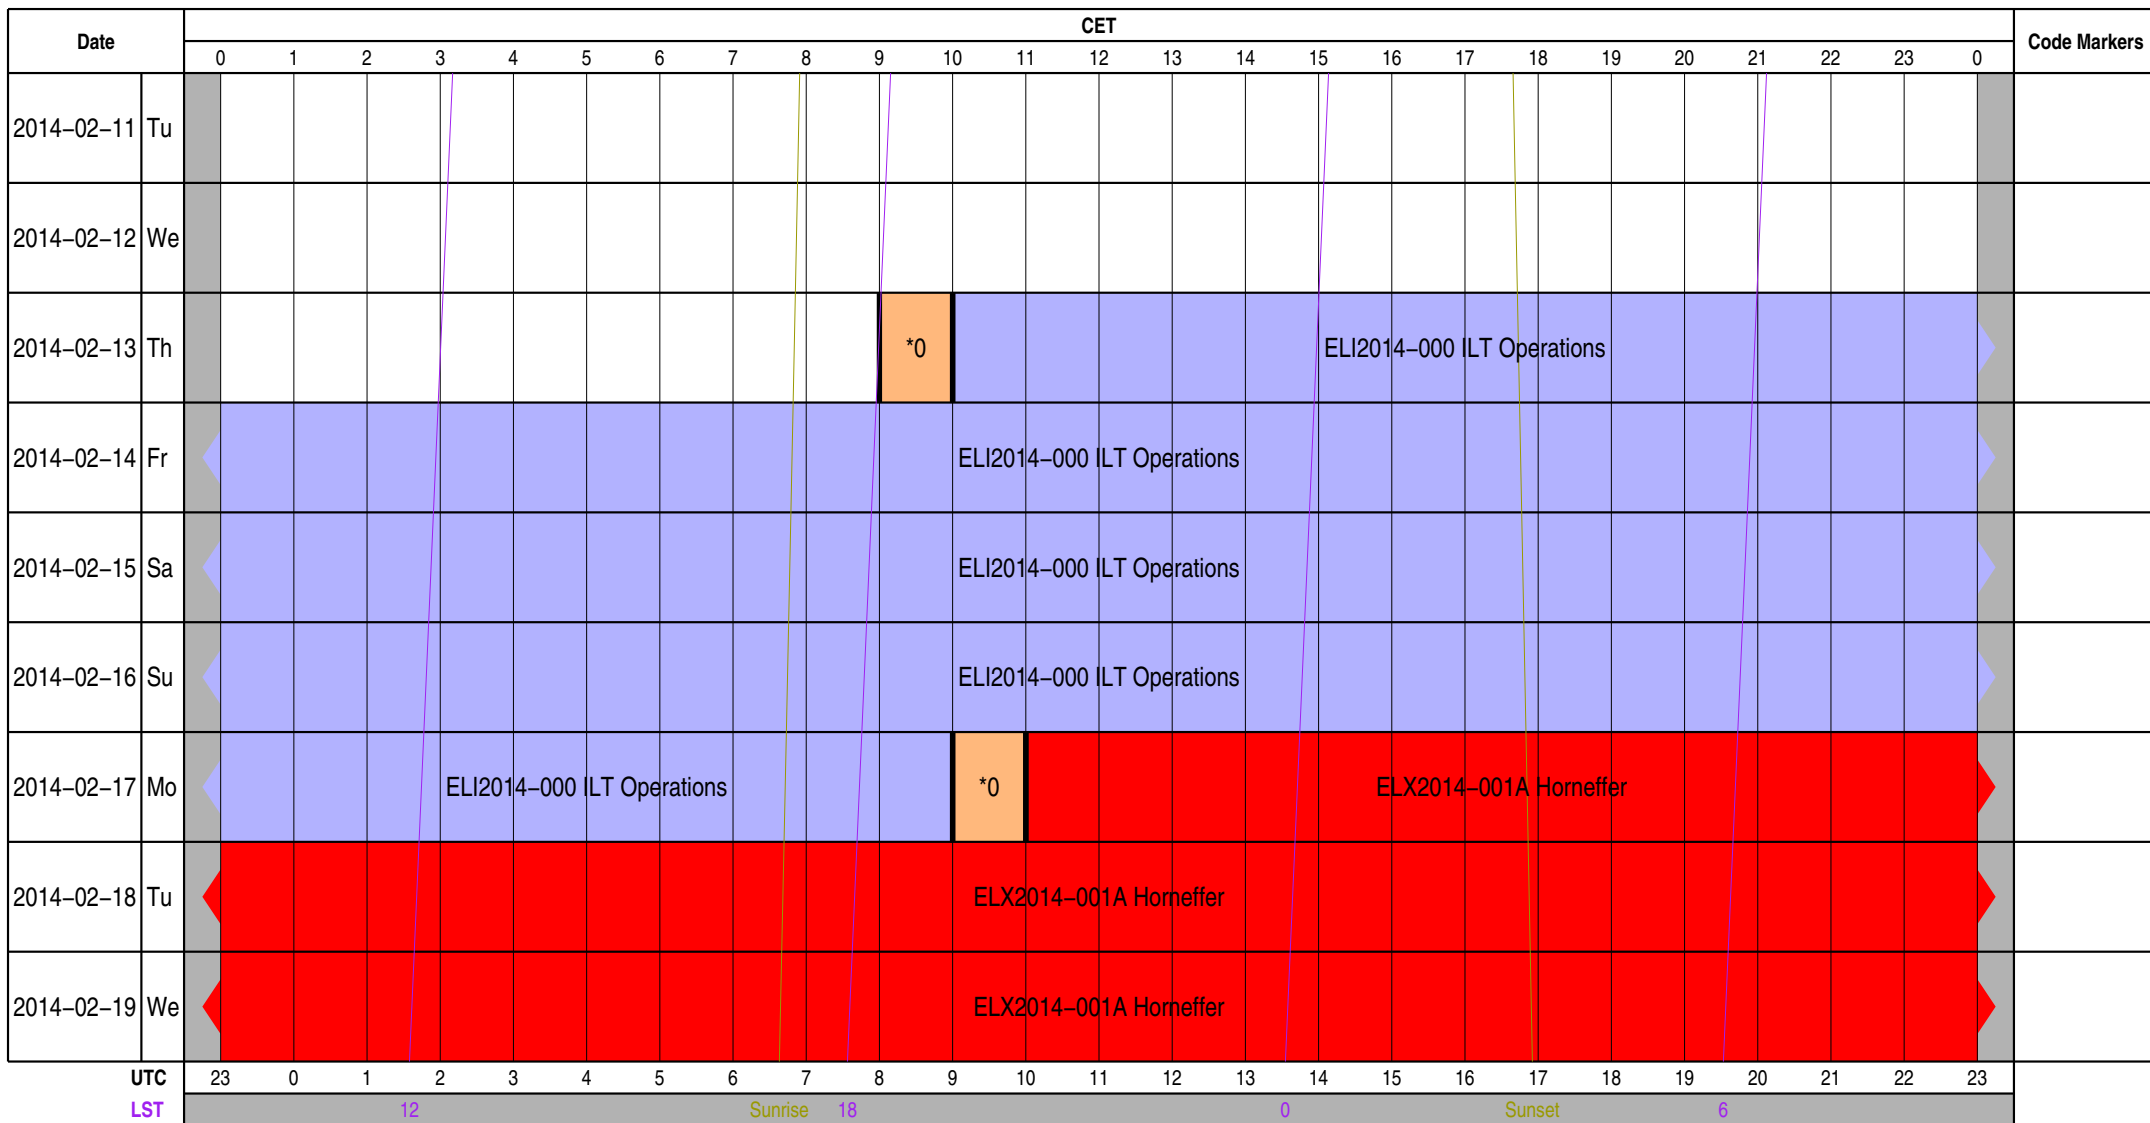 Date CET Code Markers
0 1 2 3 4 5 6 7 8 9 10 11 12 13 14 15 16 17 18 19 20 21 22 23 0
2014−02−11 Tu
2014−02−12 We
2014−02−13 Th *0 ELI2014−000 ILT Operations
2014−02−14 Fr ELI2014−000 ILT Operations
2014−02−15 Sa ELI2014−000 ILT Operations
2014−02−16 Su ELI2014−000 ILT Operations
2014−02−17 Mo ELI2014−000 ILT Operations *0 ELX2014−001A Horneffer
2014−02−18 Tu ELX2014−001A Horneffer
2014−02−19 We ELX2014−001A Horneffer
UTC 23 0 1 2 3 4 5 6 7 8 9 10 11 12 13 14 15 16 17 18 19 20 21 22 23
LST 12 Sunrise 18 0 Sunset 6